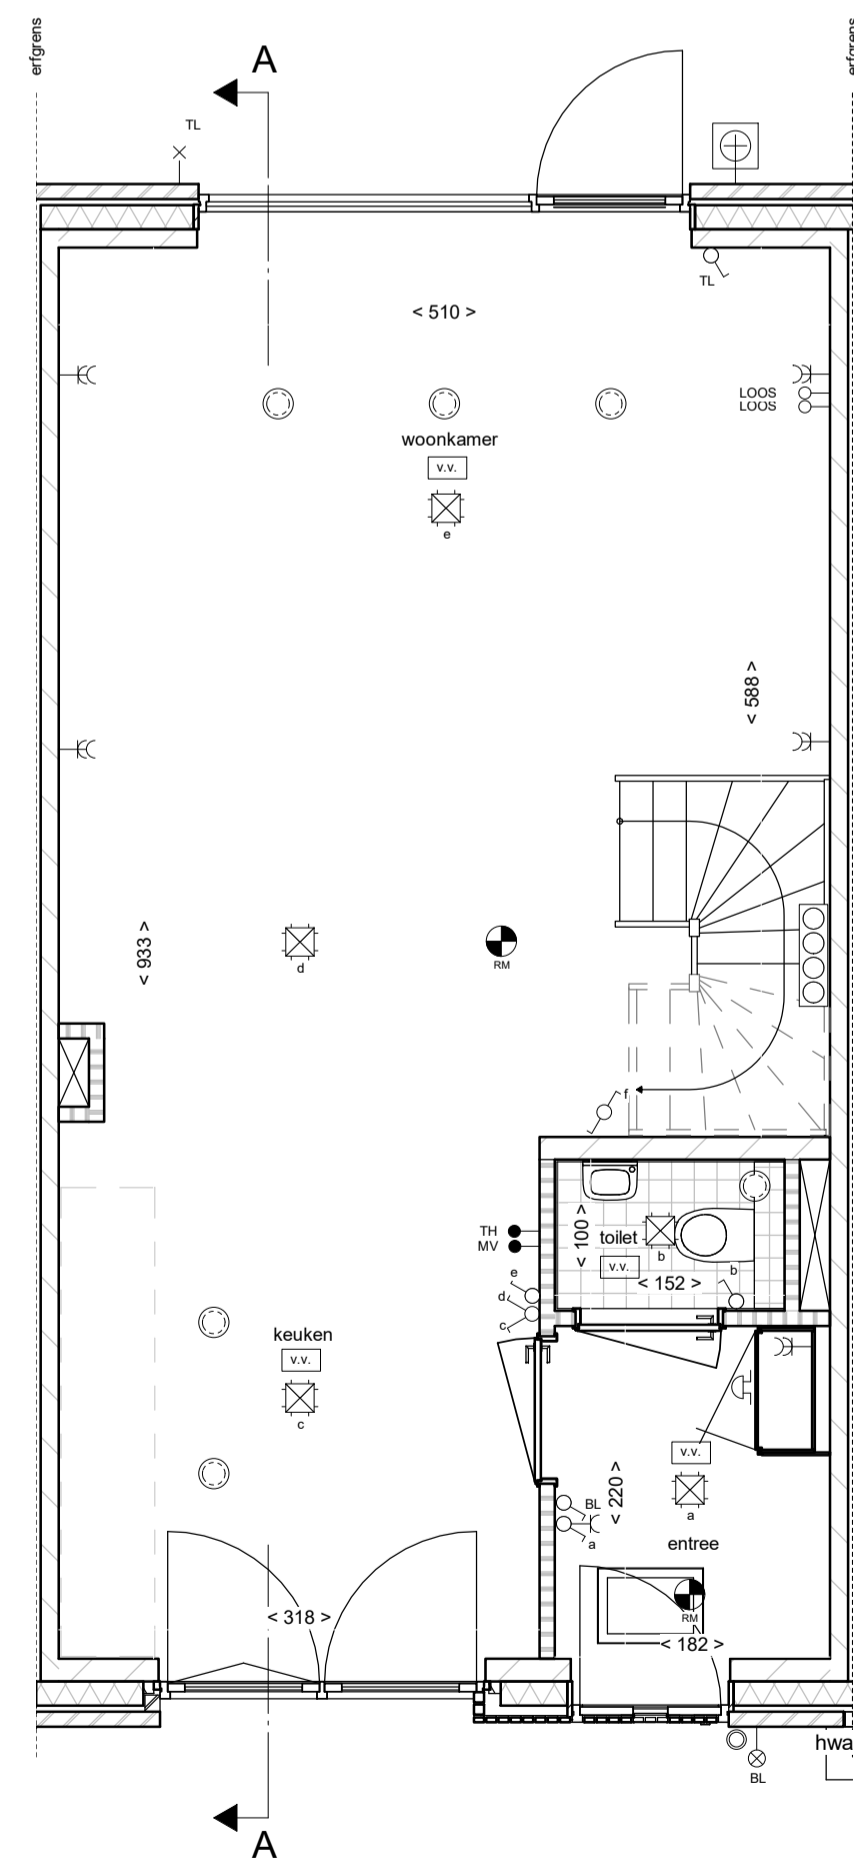 erfgrens
erfgrens
A
TL
TL
< 510 >
LOOS
LOOS
woonkamer
v.v.
e
< 588 >
< 933 >
d
RM
f
TH
MV
< 100 >
toilet
b
v.v.
< 152 >
b
e
d
c
keuken
v.v.
c
v.v.
< 220 >
BL
a
a
entree
RM
< 318 >
< 182 >
hwa
BL
A